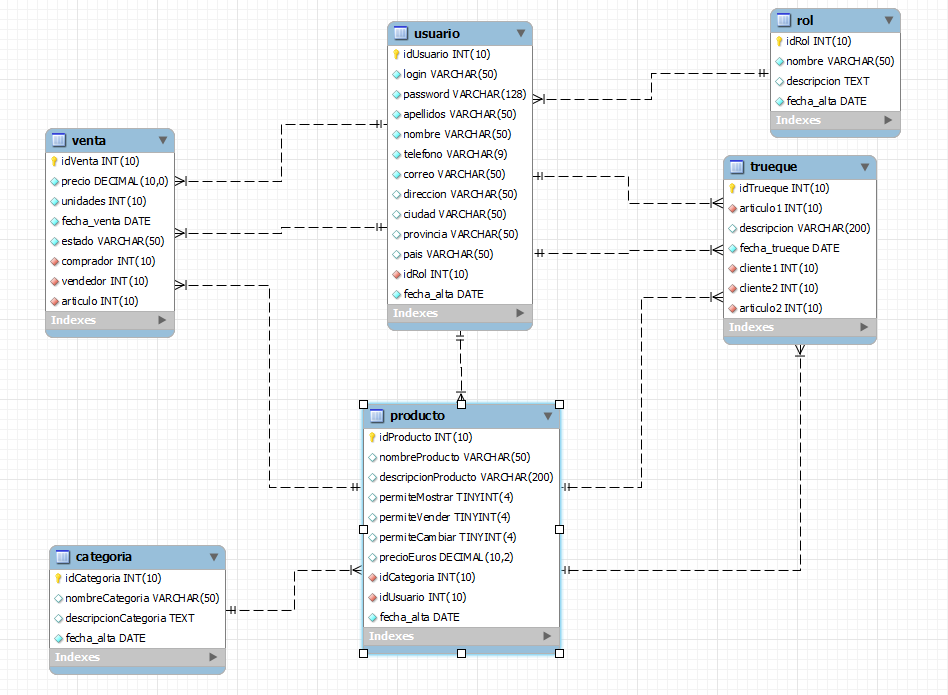 usuario
idUsuario INT(10)
login VARCHAR(50)
password VARCHAR(128)
apellidos VARCHAR(50)
nombre VARCHAR(50)
telefono VARCHAR(9)
correo VARCHAR(50)
direccion VARCHAR(50)
ciudad VARCHAR(50)
provincia VARCHAR(50)
pais VARCHAR(50)
idRol INT(10)
fecha_alta DATE
Indexes
rol
idRol INT(10)
nombre VARCHAR(50)
descripcion TEXT
fecha_alta DATE
Indexes
venta
idVenta INT(10)
precio DECIMAL(10,0)
unidades INT(10)
fecha_venta DATE
estado VARCHAR(50)
comprador INT(10)
vendedor INT(10)
articulo INT(10)
Indexes
trueque
idTrueque INT(10)
articulo1 INT(10)
descripcion VARCHAR(200)
fecha_trueque DATE
cliente1 INT(10)
cliente2 INT(10)
articulo2 INT(10)
Indexes
producto
idProducto INT(10)
nombreProducto VARCHAR(50)
descripcionProducto VARCHAR(200)
permiteMostrar TINYINT(4)
permiteVender TINYINT(4)
permiteCambiar TINYINT(4)
precioEuros DECIMAL(10,2)
idCategoria INT(10)
idUsuario INT(10)
fecha_alta DATE
Indexes
categoria
idCategoria INT(10)
nombreCategoria VARCHAR(50)
descripcionCategoria TEXT
fecha_alta DATE
Indexes